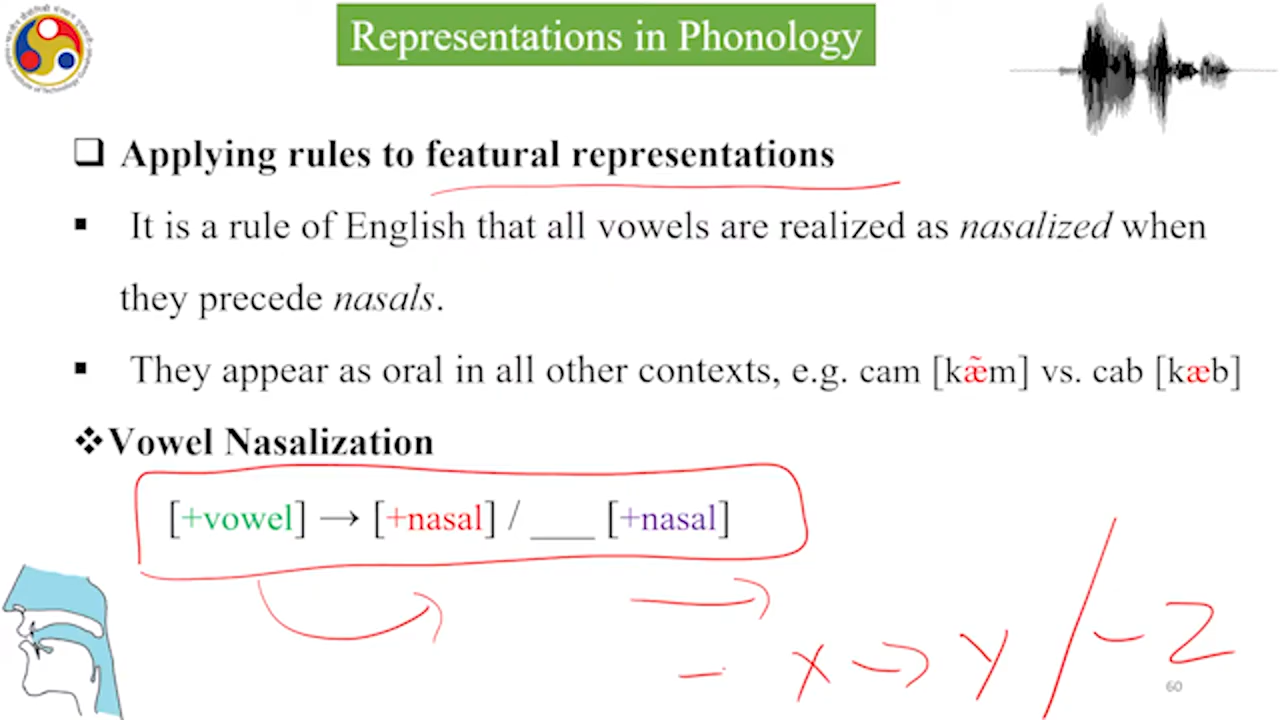 Representations in Phonology
❑ Applying rules to featural representations
▪ It is a rule of English that all vowels are realized as nasalized when
they precede nasals.
▪ They appear as oral in all other contexts, e.g. cam [kæ̃m] vs. cab [kæb]
❖Vowel Nasalization
[+vowel] → [+nasal] / ___ [+nasal]
– x → y / – Z
60